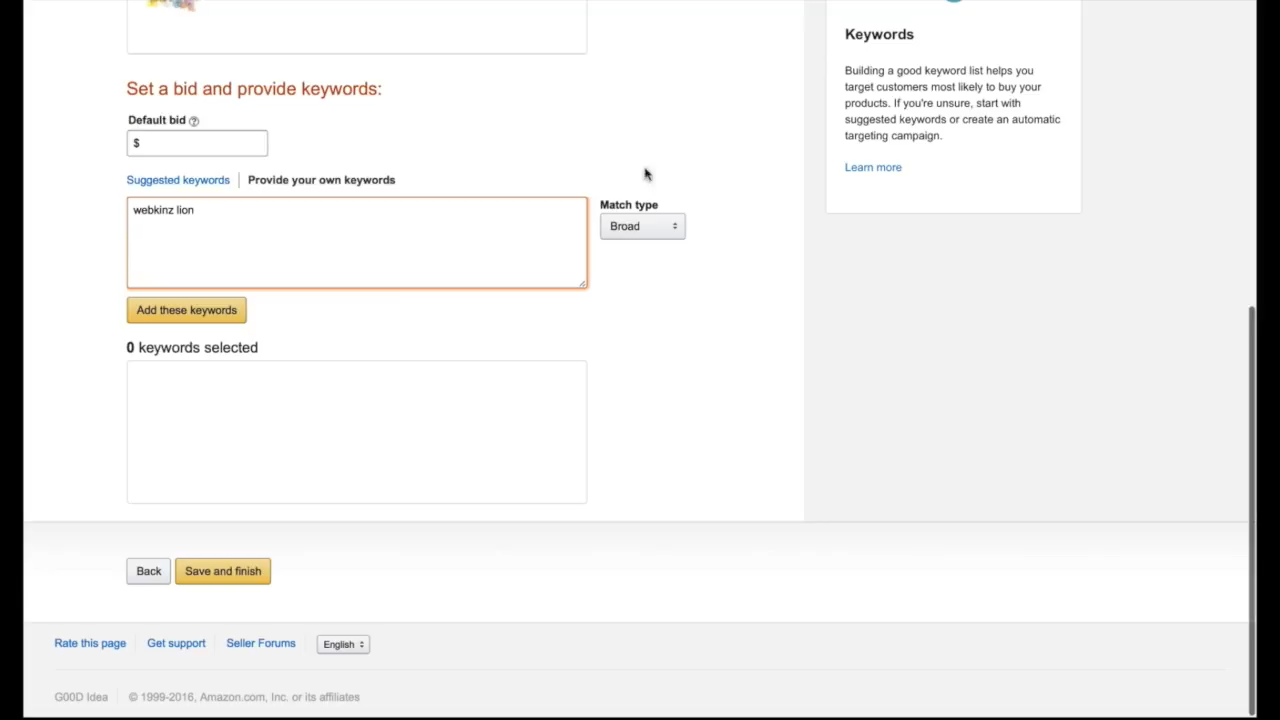 Set a bid and provide keywords:
Default bid ?
$
Suggested keywords | Provide your own keywords
webkinz lion
Match type
Broad
Add these keywords
0 keywords selected
Back
Save and finish
Keywords
Building a good keyword list helps you
target customers most likely to buy your
products. If you're unsure, start with
suggested keywords or create an automatic
targeting campaign.
Learn more
Rate this page
Get support
Seller Forums
English
G00D Idea
© 1999-2016, Amazon.com, Inc. or its affiliates